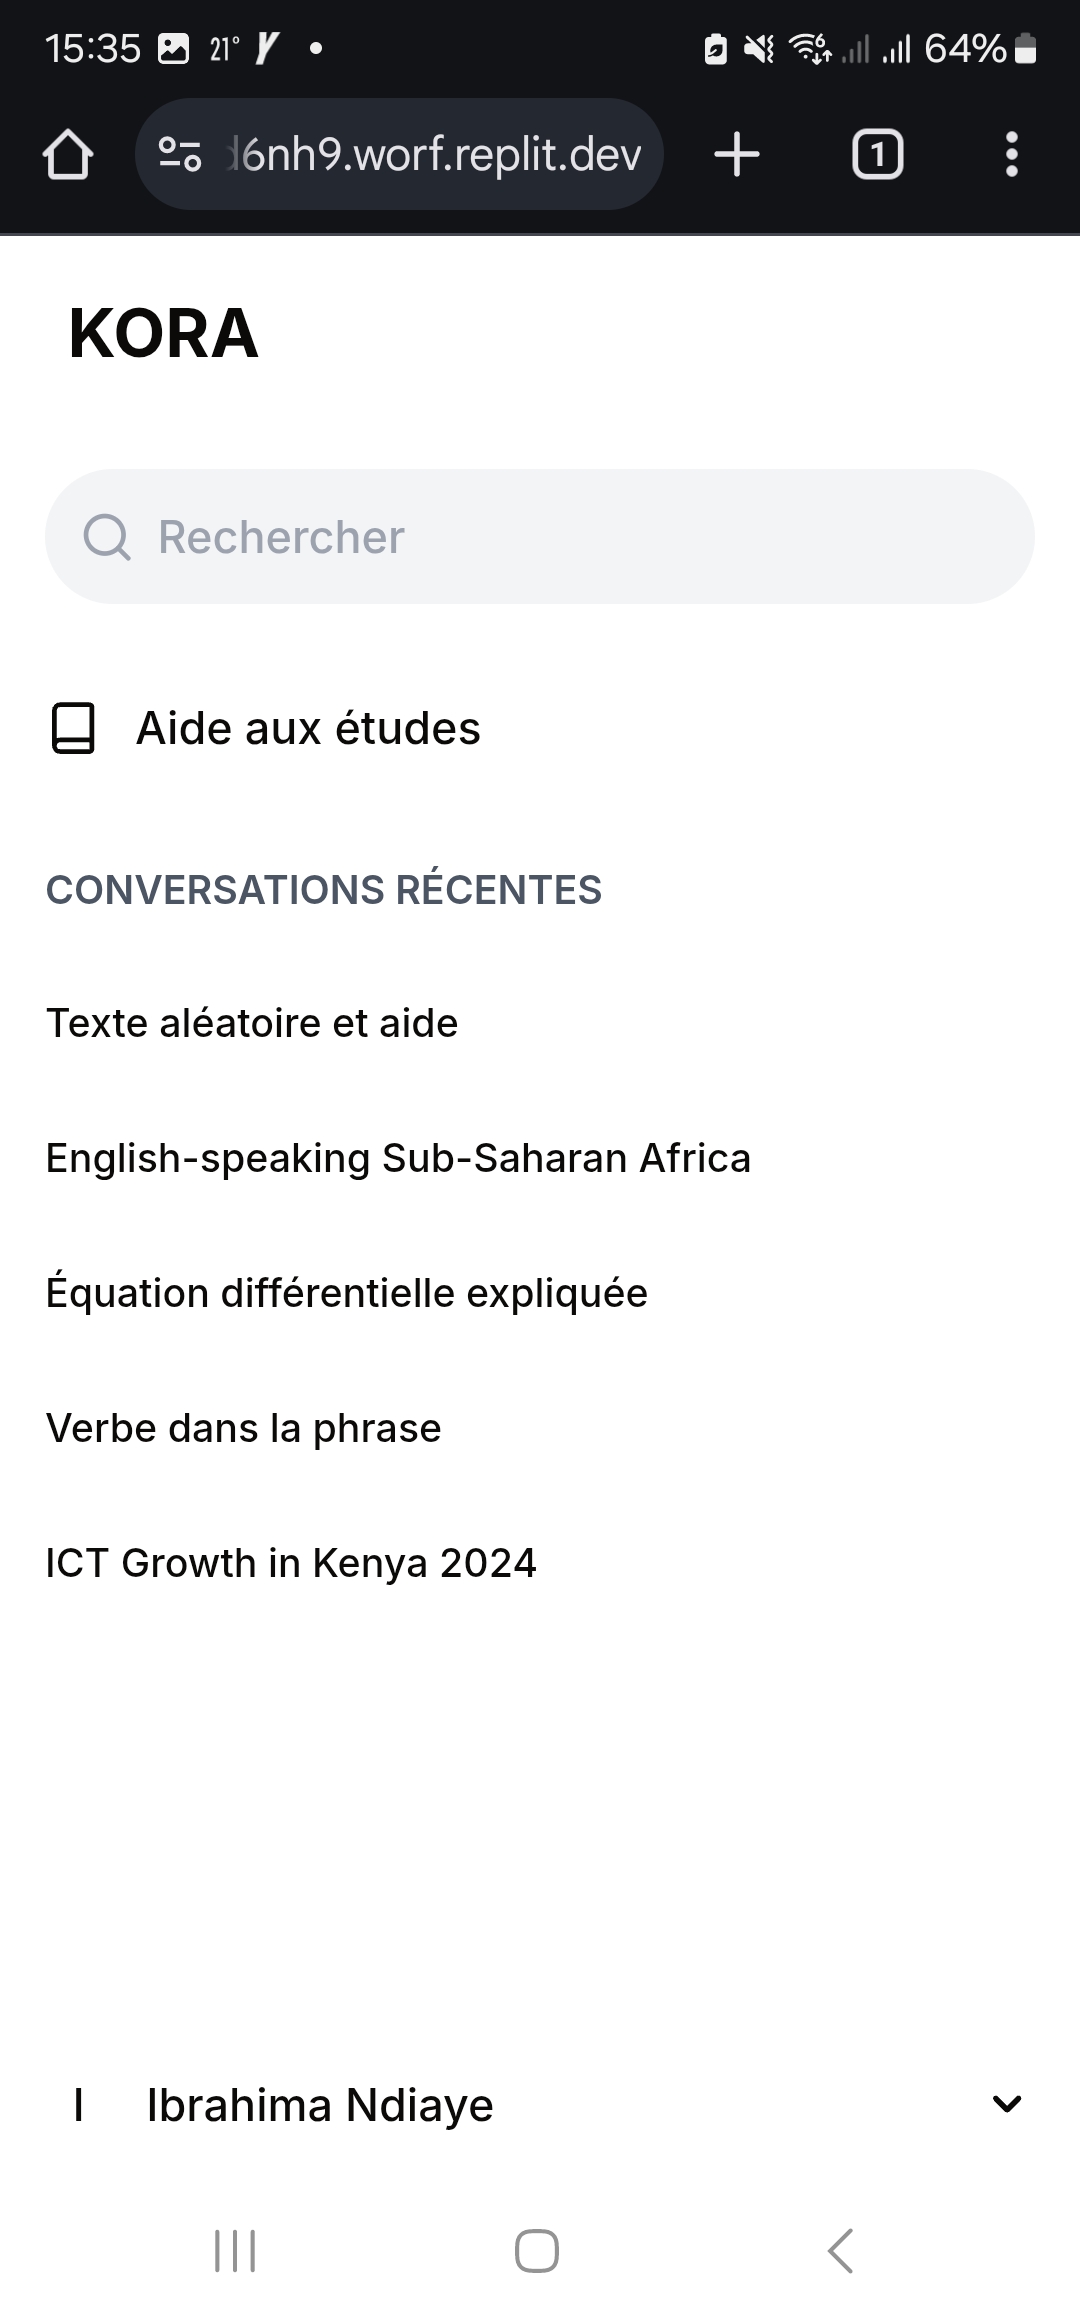 15:35 21° 64%
d6nh9.worf.replit.dev 1
KORA
Rechercher
Aide aux études
CONVERSATIONS RÉCENTES
Texte aléatoire et aide
English-speaking Sub-Saharan Africa
Équation différentielle expliquée
Verbe dans la phrase
ICT Growth in Kenya 2024
I Ibrahima Ndiaye